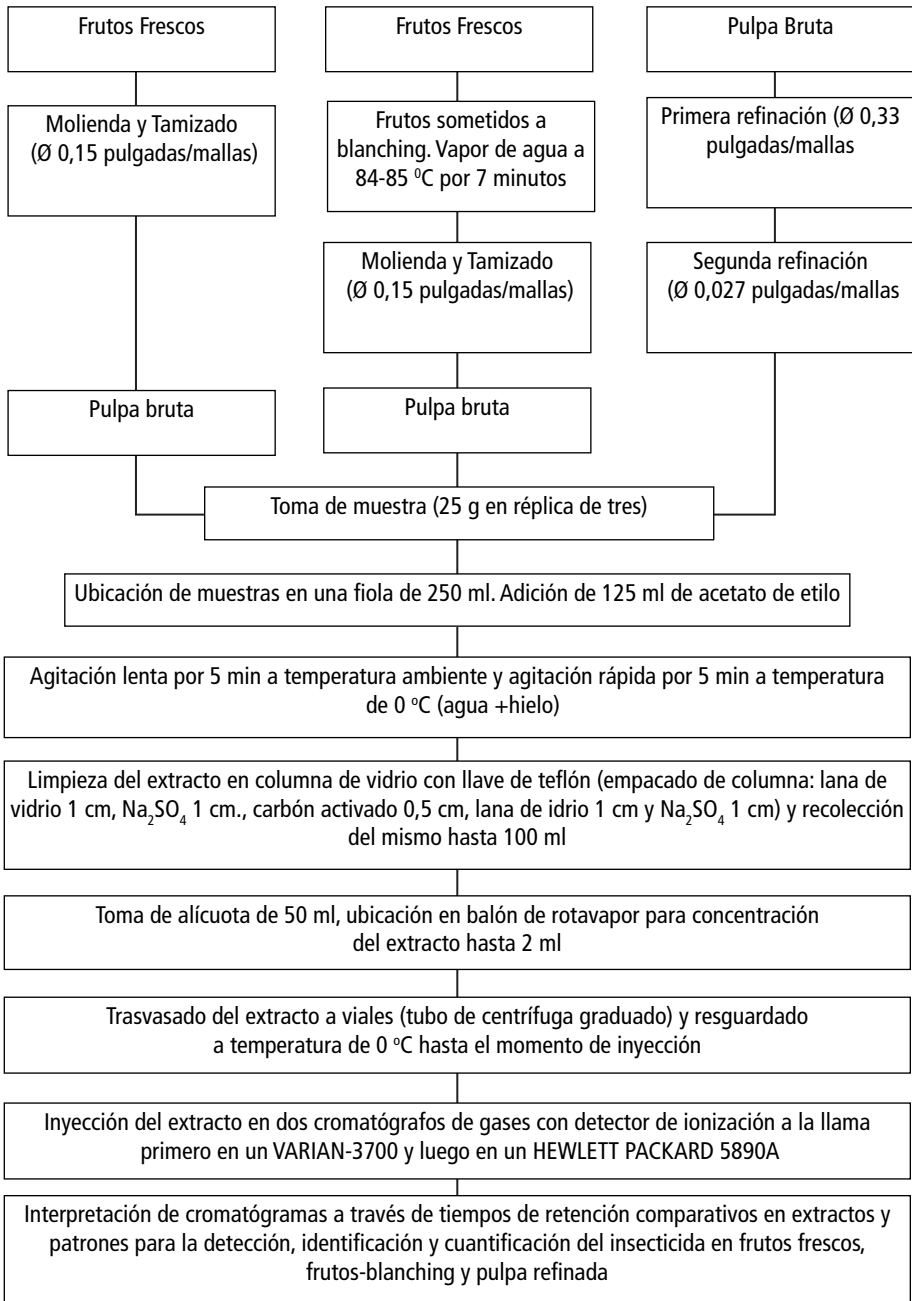 Frutos Frescos
Frutos Frescos
Pulpa Bruta
Molienda y Tamizado
(Ø 0,15 pulgadas/mallas)
Frutos sometidos a
blanching. Vapor de agua a
84-85 ⁰C por 7 minutos
Primera refinación (Ø 0,33
pulgadas/mallas
Molienda y Tamizado
(Ø 0,15 pulgadas/mallas)
Segunda refinación
(Ø 0,027 pulgadas/mallas
Pulpa bruta
Pulpa bruta
Toma de muestra (25 g en réplica de tres)
Ubicación de muestras en una fiola de 250 ml. Adición de 125 ml de acetato de etilo
Agitación lenta por 5 min a temperatura ambiente y agitación rápida por 5 min a temperatura
de 0 ºC (agua +hielo)
Limpieza del extracto en columna de vidrio con llave de teflón (empacado de columna: lana de
vidrio 1 cm, Na₂SO₄ 1 cm., carbón activado 0,5 cm, lana de idrio 1 cm y Na₂SO₄ 1 cm) y recolección
del mismo hasta 100 ml
Toma de alícuota de 50 ml, ubicación en balón de rotavapor para concentración
del extracto hasta 2 ml
Trasvasado del extracto a viales (tubo de centrífuga graduado) y resguardado
a temperatura de 0 ºC hasta el momento de inyección
Inyección del extracto en dos cromatógrafos de gases con detector de ionización a la llama
primero en un VARIAN-3700 y luego en un HEWLETT PACKARD 5890A
Interpretación de cromatógramas a través de tiempos de retención comparativos en extractos y
patrones para la detección, identificación y cuantificación del insecticida en frutos frescos,
frutos-blanching y pulpa refinada